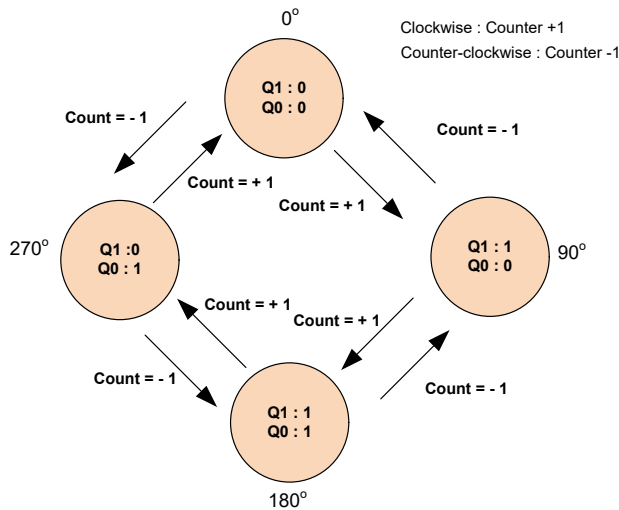 0°
Clockwise : Counter +1
Counter-clockwise : Counter -1
Q1 : 0
Q0 : 0
Count = - 1
Count = - 1
Count = + 1
Count = + 1
270°
Q1 :0
Q0 : 1
Q1 : 1
Q0 : 0
90°
Count = + 1
Count = + 1
Count = - 1
Count = - 1
Q1 : 1
Q0 : 1
180°